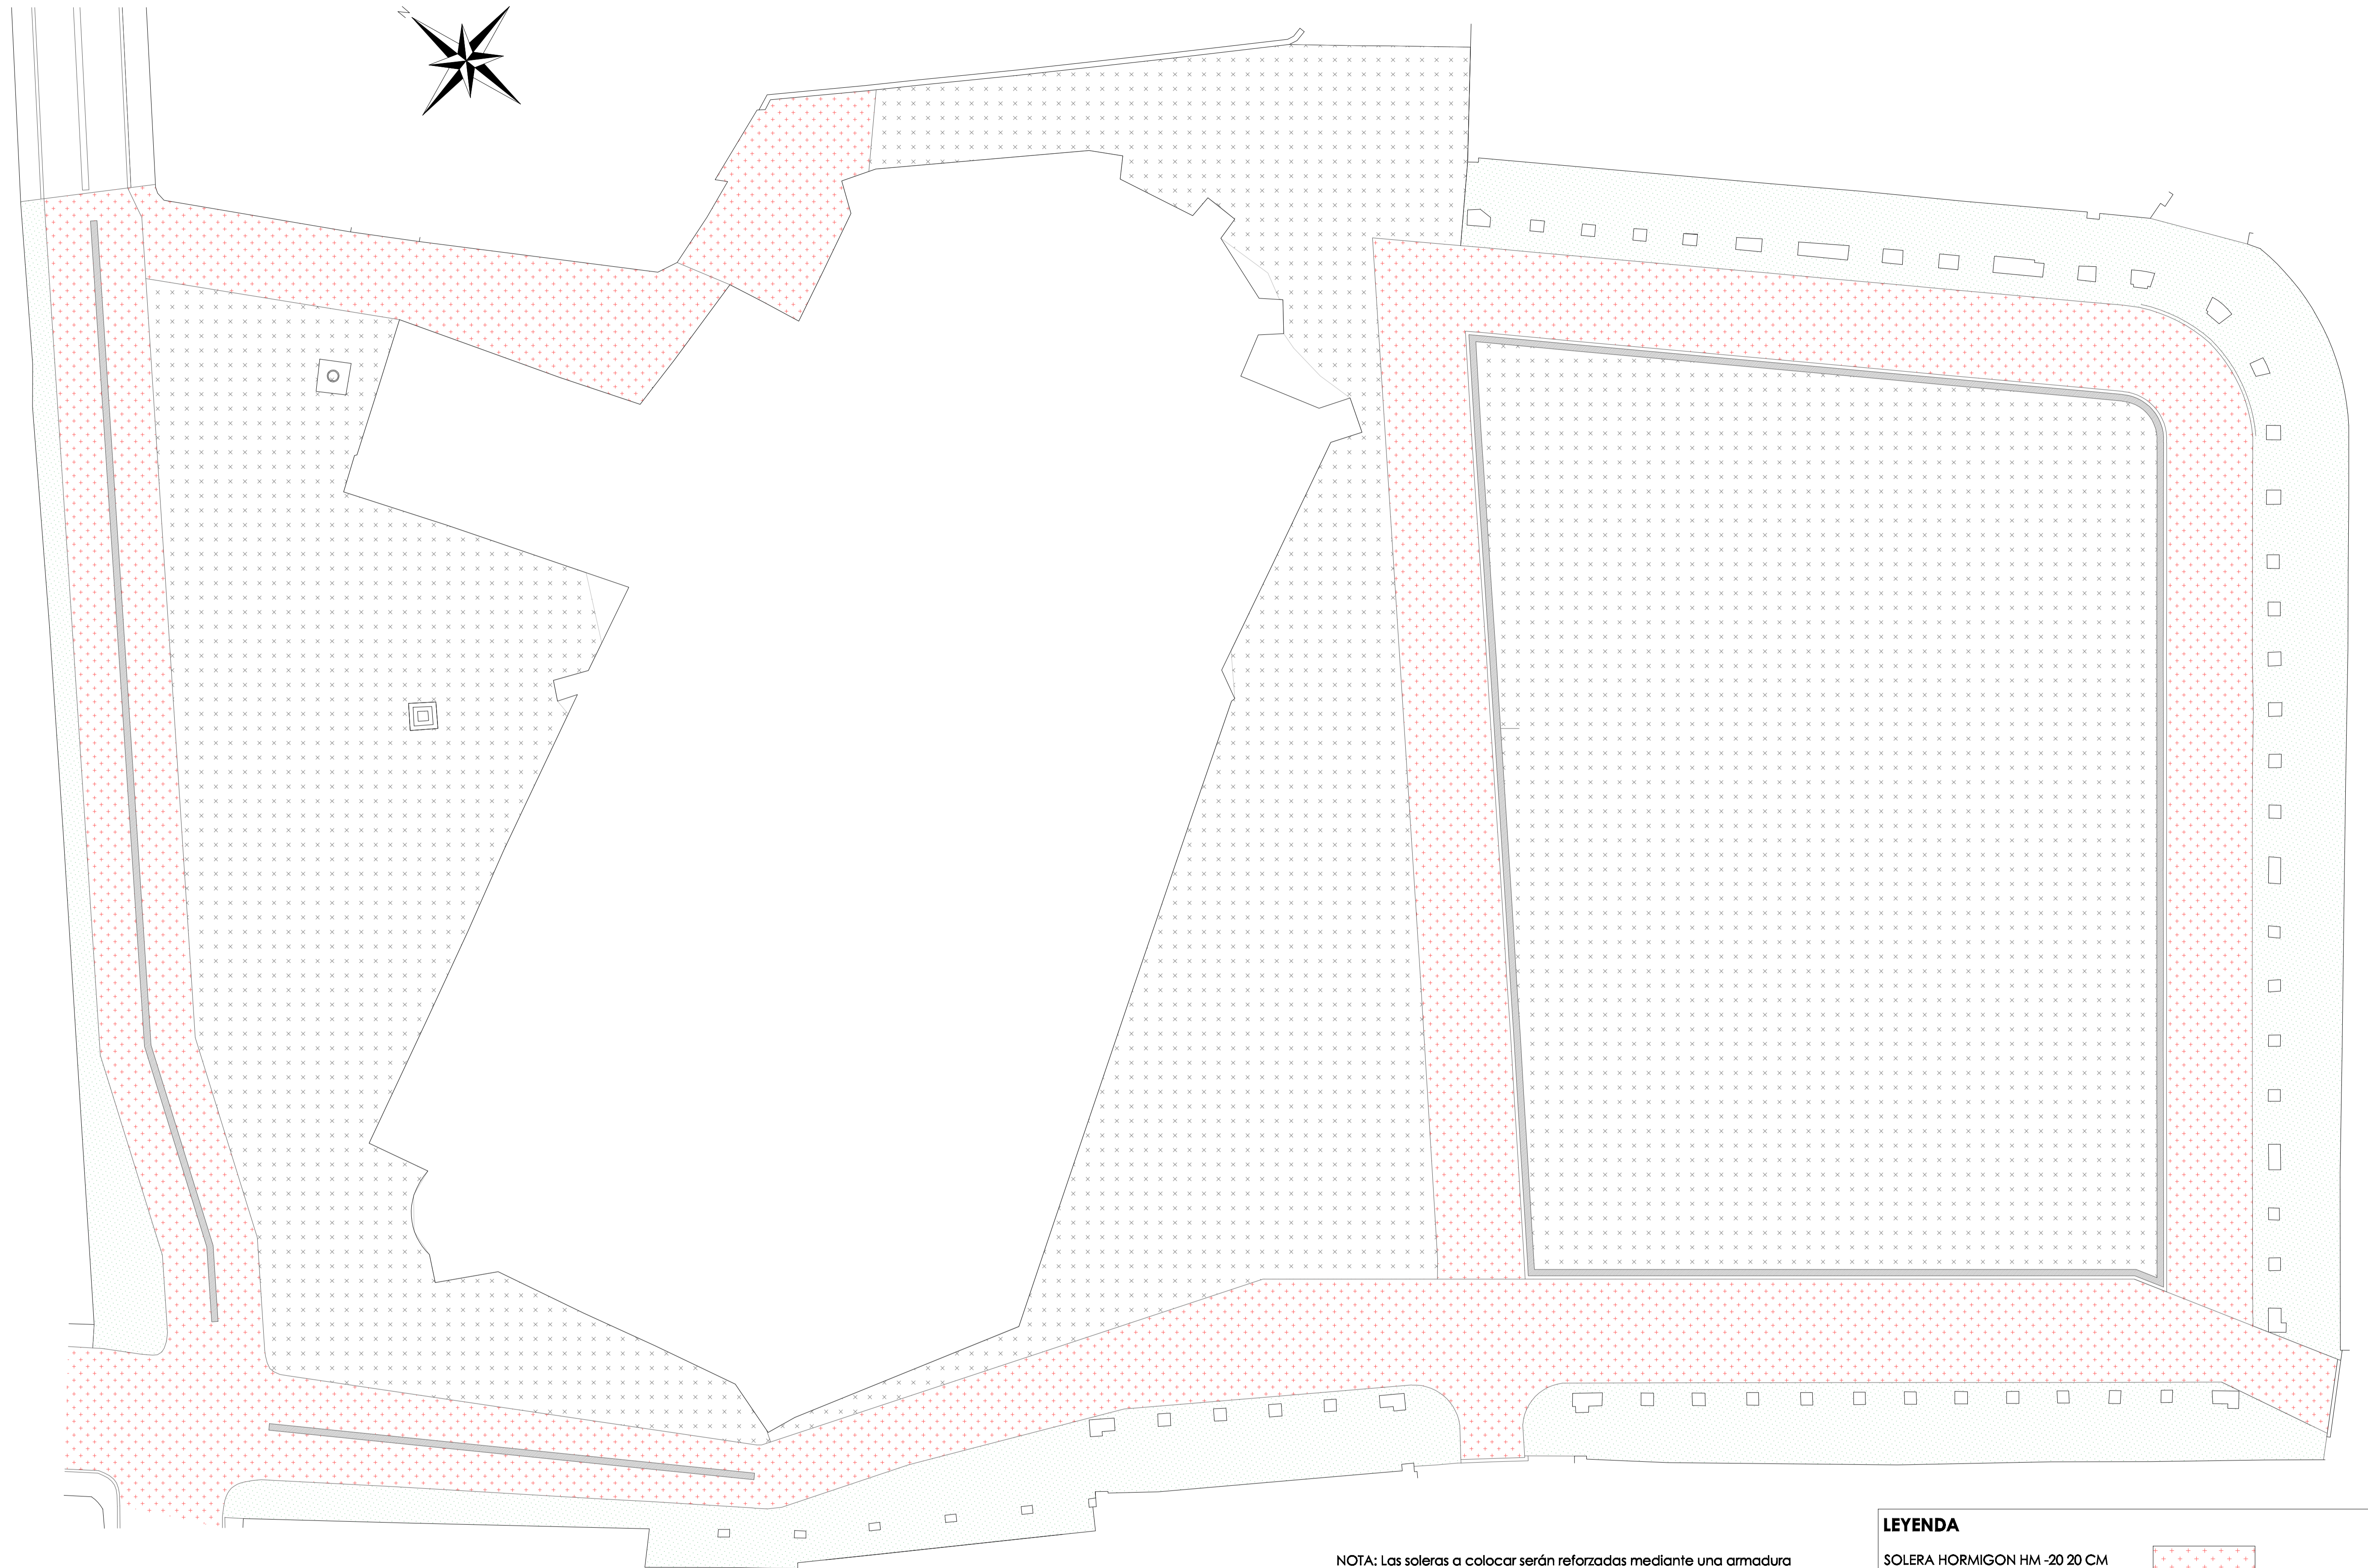 N
LEYENDA
SOLERA HORMIGON HM -20 20 CM
NOTA: Las soleras a colocar serán reforzadas mediante una armadura